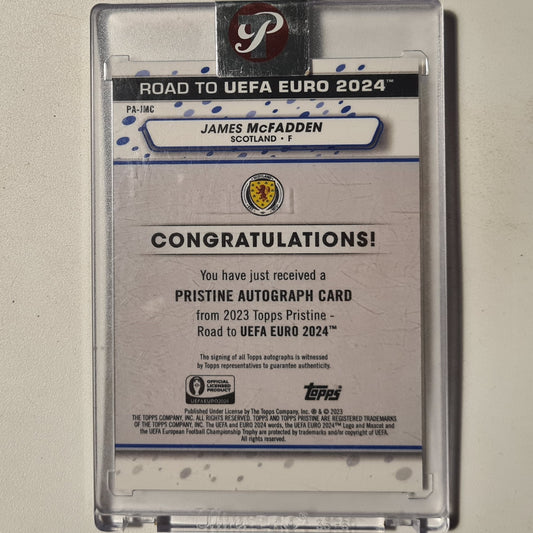 P
ROAD TO UEFA EURO 2024™
PA-JMC
JAMES McFADDEN
SCOTLAND • F
SCOTLAND
CONGRATULATIONS!
You have just received a
PRISTINE AUTOGRAPH CARD
from 2023 Topps Pristine -
Road to UEFA EURO 2024™
The signing of all Topps autographs is witnessed
by Topps representatives to guarantee authenticity.
OFFICIAL
LICENSED
PRODUCT
UEFA EURO 2024
Topps
Published Under License by The Topps Company, Inc. ® & © 2023
THE TOPPS COMPANY, INC. ALL RIGHTS RESERVED. TOPPS AND TOPPS PRISTINE ARE REGISTERED TRADEMARKS
OF THE TOPPS COMPANY, INC. The UEFA and EURO 2024 words, the UEFA EURO 2024™ Logo and Mascot and
the UEFA European Football Championship Trophy are protected by trademarks and/or copyright of UEFA.
All rights reserved.